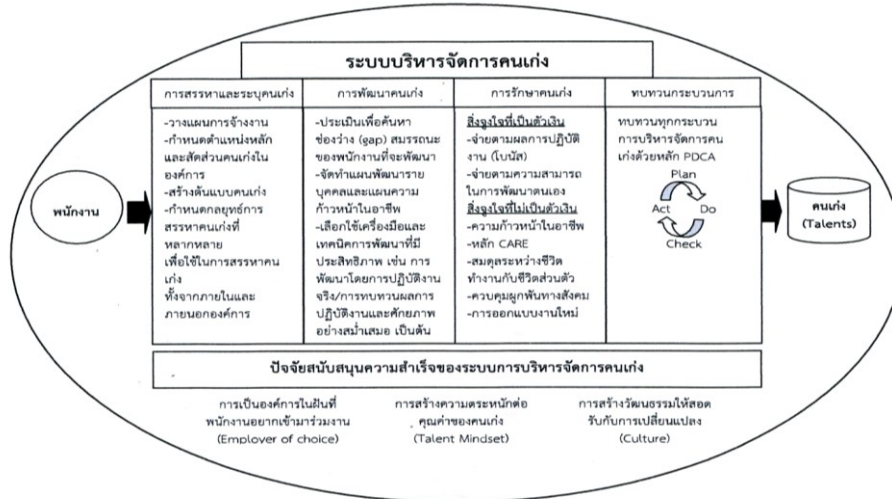 ระบบบริหารจัดการคนเก่ง
การสรรหาและระบุคนเก่ง
-วางแผนการจ้างงาน
-กำหนดตำแหน่งหลัก
และสัดส่วนคนเก่งใน
องค์การ
-สร้างต้นแบบคนเก่ง
-กำหนดกลยุทธ์การ
สรรหาคนเก่งที่
หลากหลาย
เพื่อใช้ในการสรรหาคน
เก่ง
ทั้งจากภายในและ
ภายนอกองค์การ
การพัฒนาคนเก่ง
-ประเมินเพื่อค้นหา
ช่องว่าง (gap) สมรรถนะ
ของพนักงานที่จะพัฒนา
-จัดทำแผนพัฒนาราย
บุคคลและแผนความ
ก้าวหน้าในอาชีพ
-เลือกใช้เครื่องมือและ
เทคนิคการพัฒนาที่มี
ประสิทธิภาพ เช่น การ
พัฒนาโดยการปฏิบัติงาน
จริง/การทบทวนผลการ
ปฏิบัติงานและศักยภาพ
อย่างสม่ำเสมอ เป็นต้น
การรักษาคนเก่ง
สิ่งจูงใจที่เป็นตัวเงิน
-จ่ายตามผลการปฏิบัติ
งาน (โบนัส)
-จ่ายตามความสามารถ
ในการพัฒนาตนเอง
สิ่งจูงใจที่ไม่เป็นตัวเงิน
-ความก้าวหน้าในอาชีพ
-หลัก CARE
-สมดุลระหว่างชีวิต
ทำงานกับชีวิตส่วนตัว
-ควบคุมผูกพันทางสังคม
-การออกแบบงานใหม่
ทบทวนกระบวนการ
ทบทวนทุกกระบวน
การบริหารจัดการคน
เก่งด้วยหลัก PDCA
Plan
Act Do
Check
พนักงาน
คนเก่ง
(Talents)
ปัจจัยสนับสนุนความสำเร็จของระบบการบริหารจัดการคนเก่ง
การเป็นองค์การในฝันที่
พนักงานอยากเข้ามาร่วมงาน
(Employer of choice)
การสร้างความตระหนักต่อ
คุณค่าของคนเก่ง
(Talent Mindset)
การสร้างวัฒนธรรมให้สอด
รับกับการเปลี่ยนแปลง
(Culture)